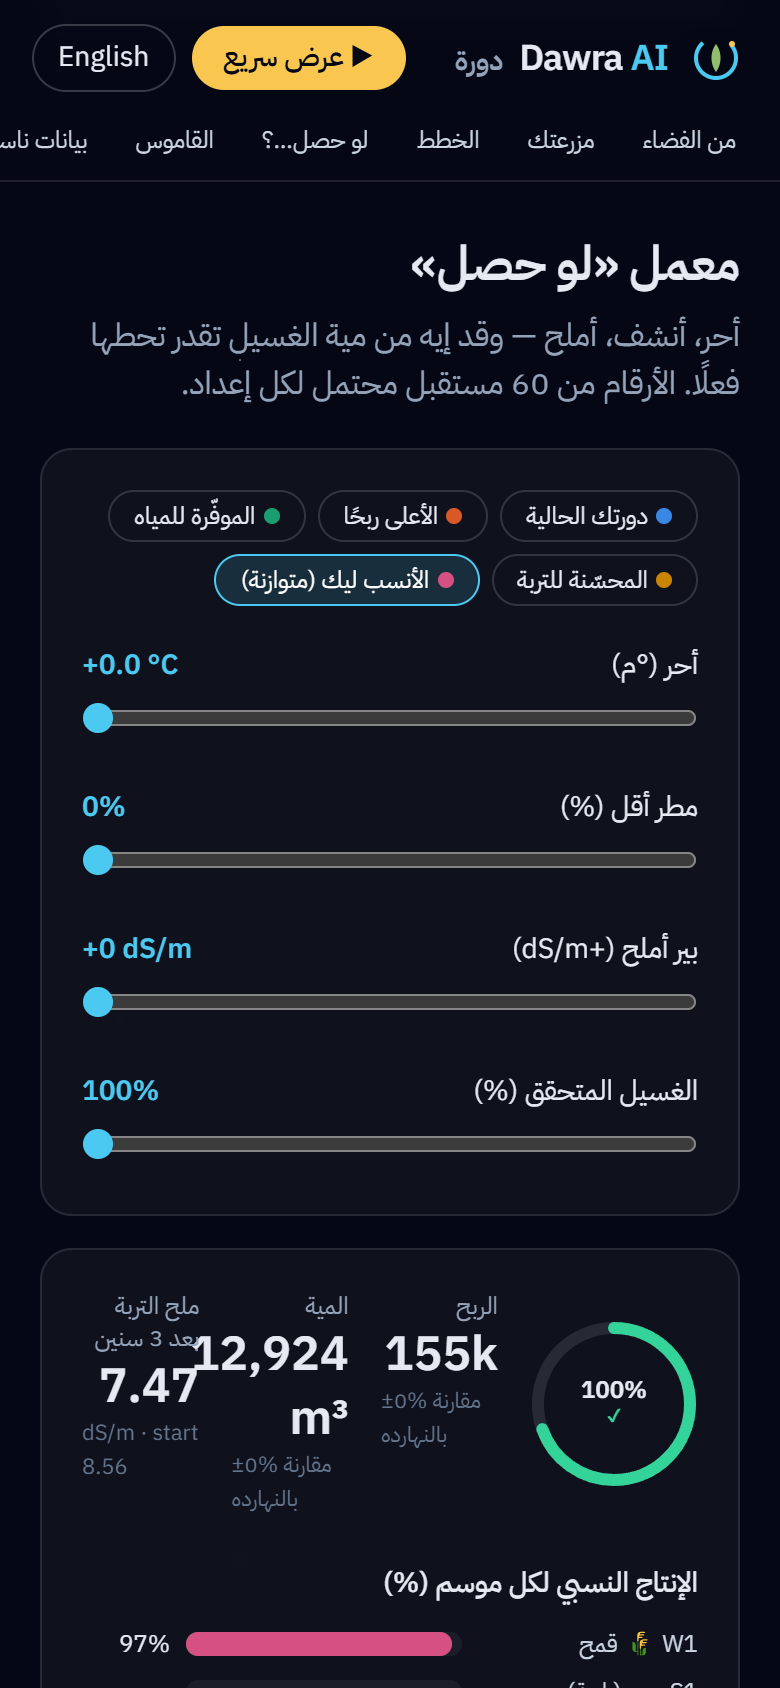 Dawra AI دورة
▶ عرض سريع
English
من الفضاء
مزرعتك
الخطط
لو حصل...؟
القاموس
بيانات ناس
معمل «لو حصل»
أحر، أنشف، أملح — وقد إيه من مية الغسيل تقدر تحطها
فعلًا. الأرقام من 60 مستقبل محتمل لكل إعداد.
دورتك الحالية
الأعلى ربحًا
الموفّرة للمياه
المحسّنة للتربة
الأنسب ليك (متوازنة)
أحر (°م)
+0.0 °C
مطر أقل (%)
0%
بير أملح (+dS/m)
+0 dS/m
الغسيل المتحقق (%)
100%
100%
✓
الربح
155k
±0% مقارنة
بالنهارده
المية
12,924
m³
±0% مقارنة
بالنهارده
ملح التربة
بعد 3 سنين
7.47
dS/m · start
8.56
الإنتاج النسبي لكل موسم (%)
W1 🌾 قمح
97%